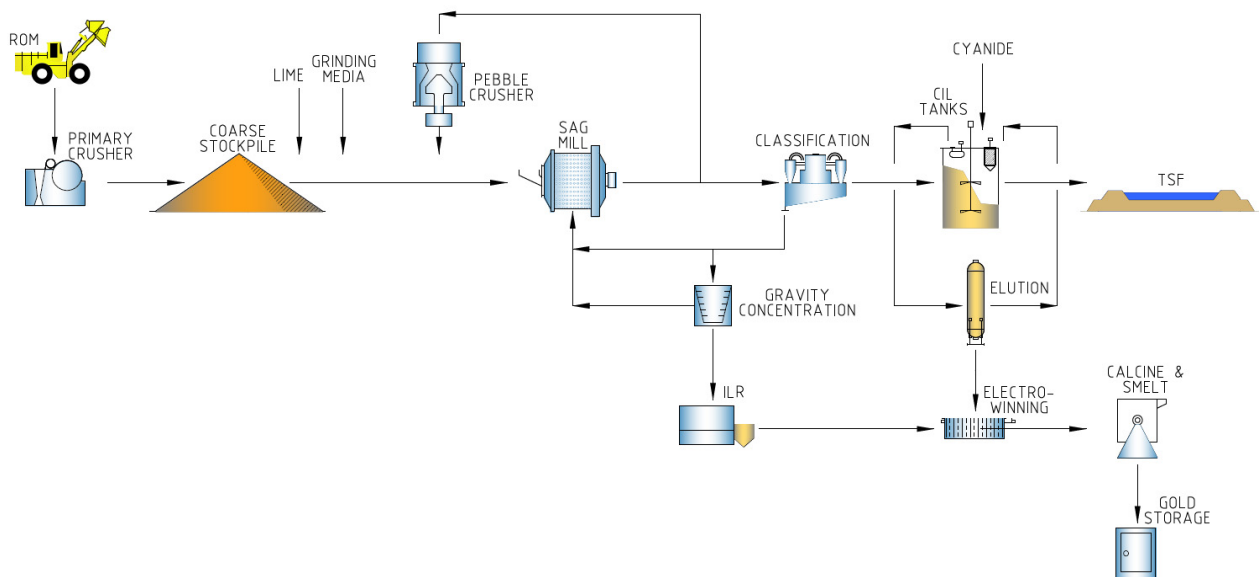 ROM
LIME
GRINDING
MEDIA
PEBBLE
CRUSHER
CYANIDE
CIL
TANKS
PRIMARY
CRUSHER
COARSE
STOCKPILE
SAG
MILL
CLASSIFICATION
TSF
GRAVITY
CONCENTRATION
ELUTION
ILR
ELECTRO-
WINNING
CALCINE &
SMELT
GOLD
STORAGE